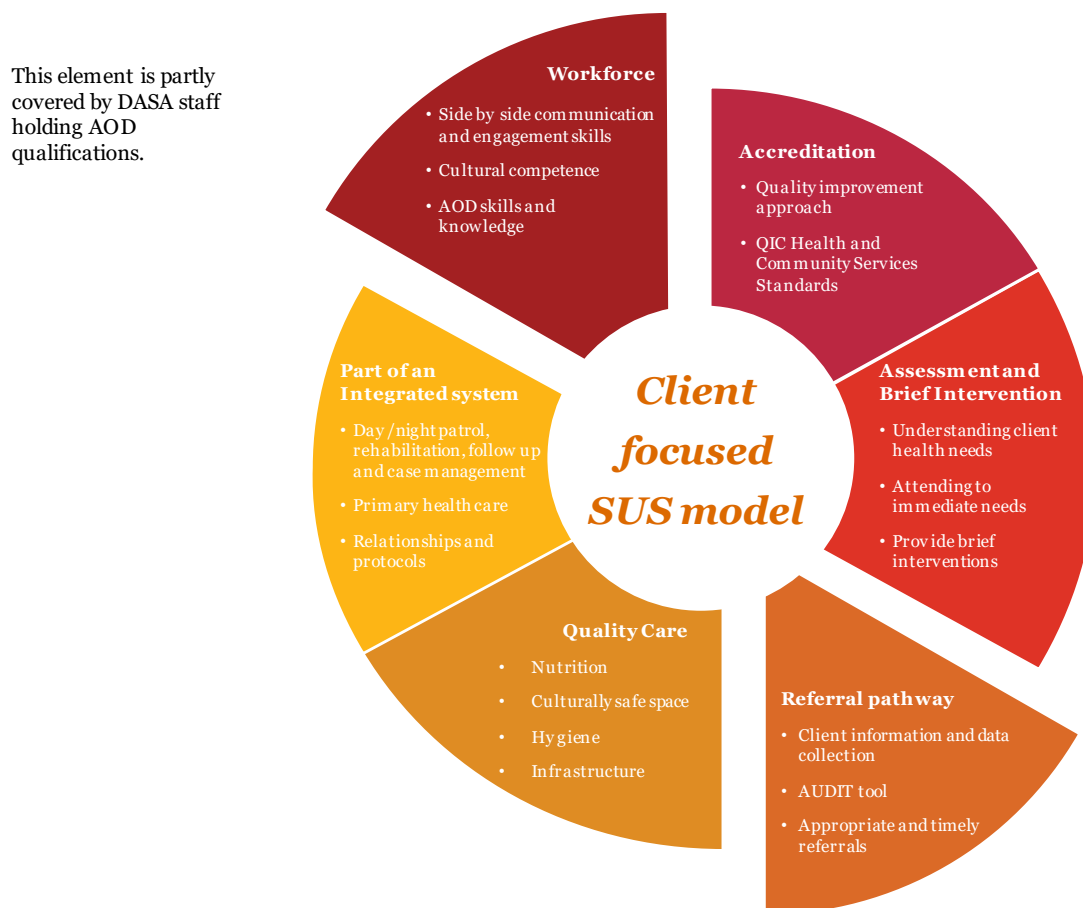 This element is partly
covered by DASA staff
holding AOD
qualifications.
Workforce
• Side by side communication
and engagement skills
• Cultural competence
• AOD skills and
knowledge
Accreditation
• Quality improvement
approach
• QIC Health and
Community Services
Standards
Assessment and
Brief Intervention
• Understanding client
health needs
• Attending to
immediate needs
• Provide brief
interventions
Referral pathway
• Client information and data
collection
• AUDIT tool
• Appropriate and timely
referrals
Quality Care
• Nutrition
• Culturally safe space
• Hygiene
• Infrastructure
Part of an
Integrated system
• Day/night patrol,
rehabilitation, follow up
and case management
• Primary health care
• Relationships and
protocols
Client
focused
SUS model